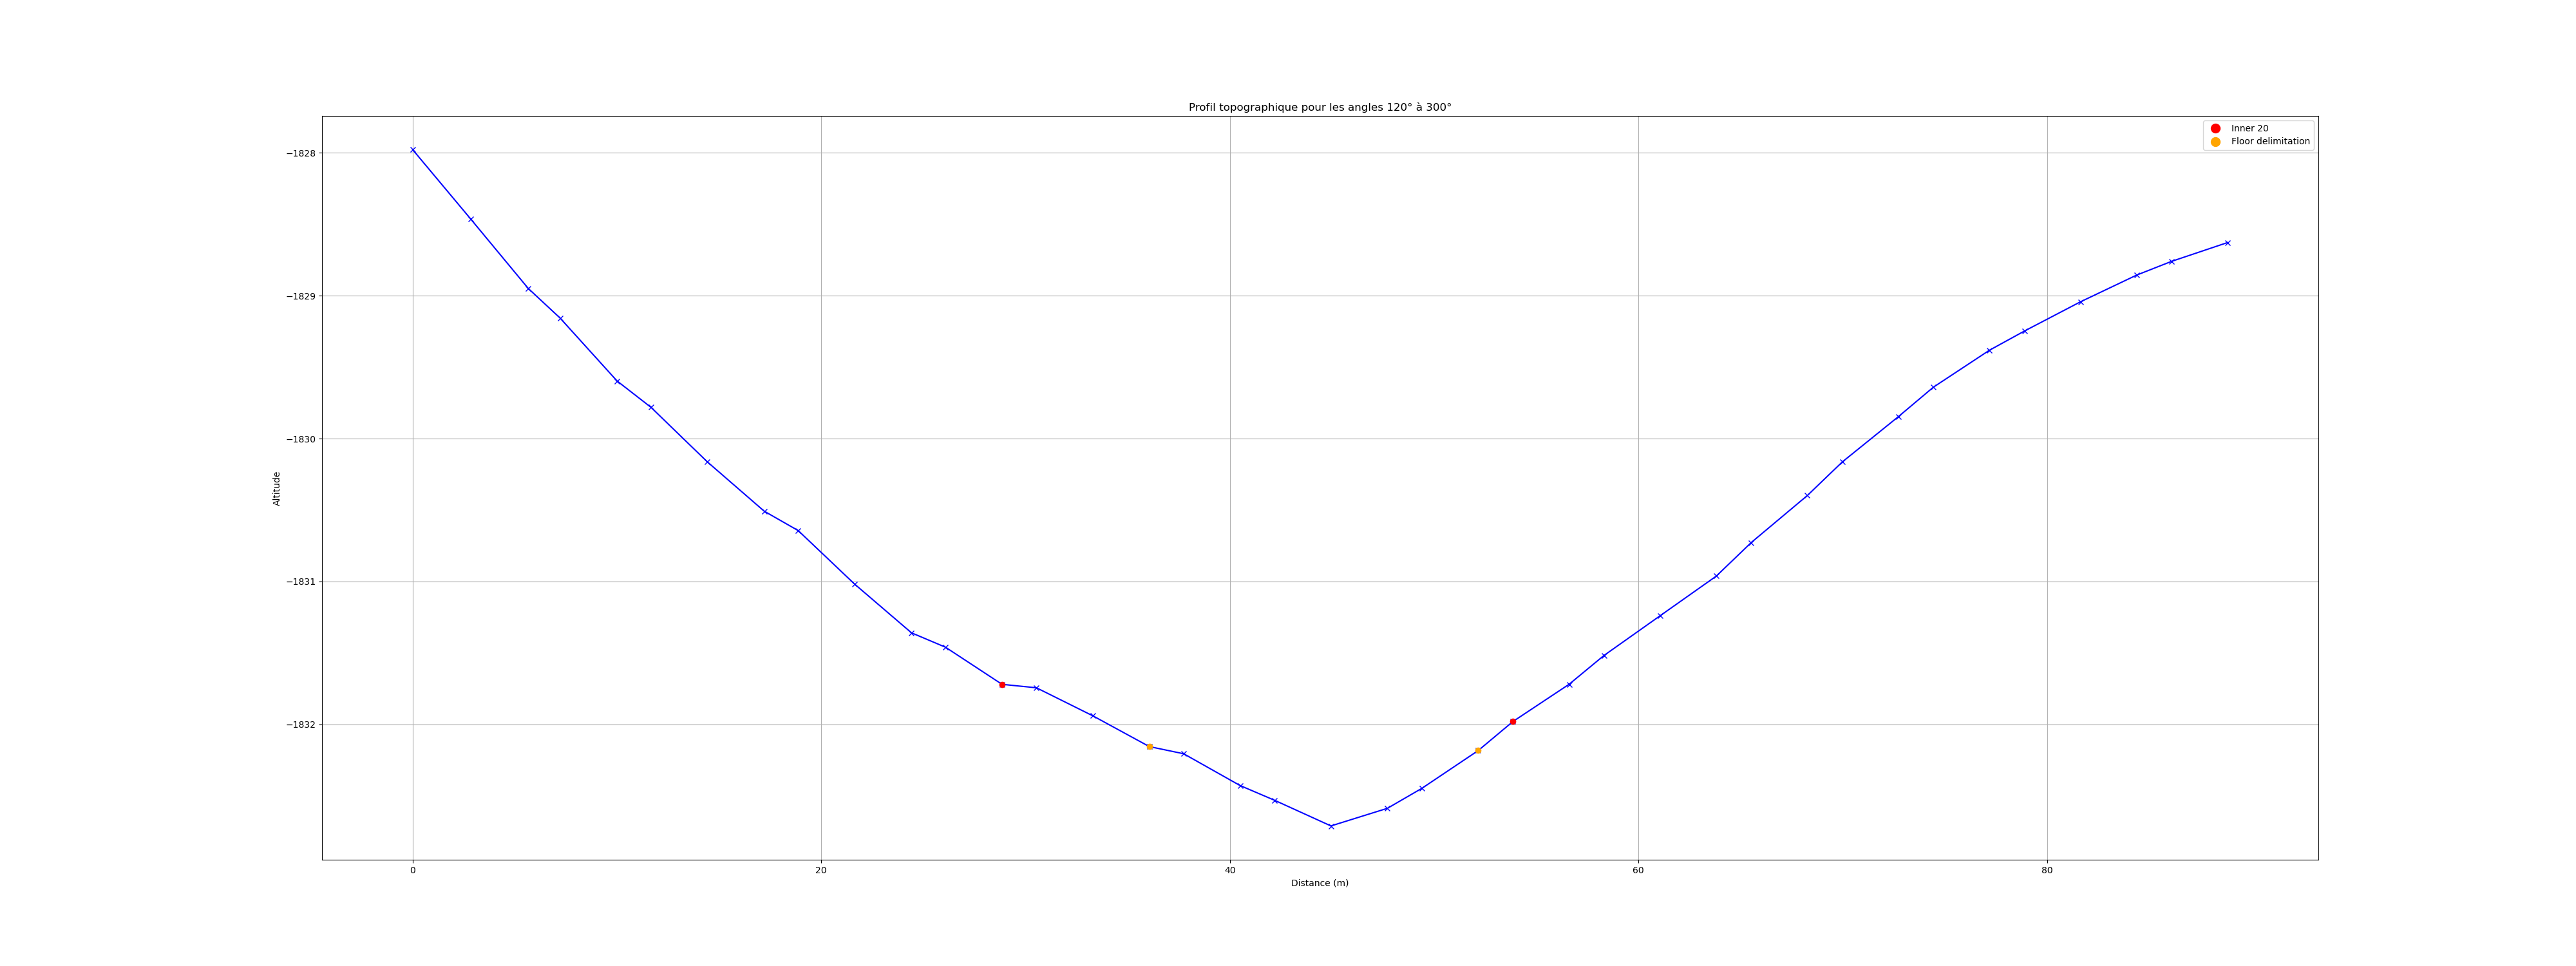 Profil topographique pour les angles 120° à 300°
Inner 20
Floor delimitation
−1828
−1829
−1830
−1831
−1832
Altitude
0 20 40 60 80
Distance (m)